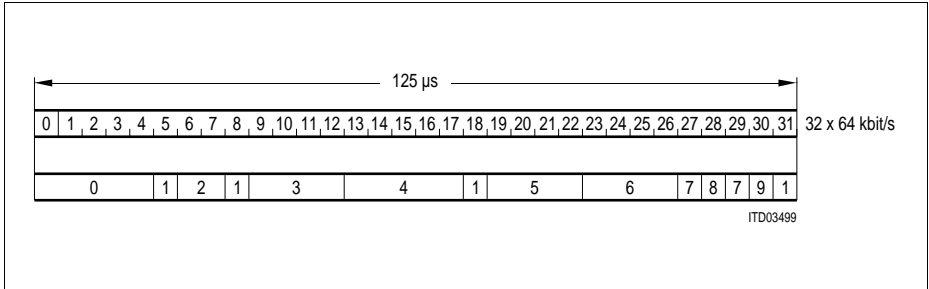 125 µs
0 1 2 3 4 5 6 7 8 9 10 11 12 13 14 15 16 17 18 19 20 21 22 23 24 25 26 27 28 29 30 31 32 x 64 kbit/s
0 1 2 1 3 4 1 5 6 7 8 7 9 1
ITD03499